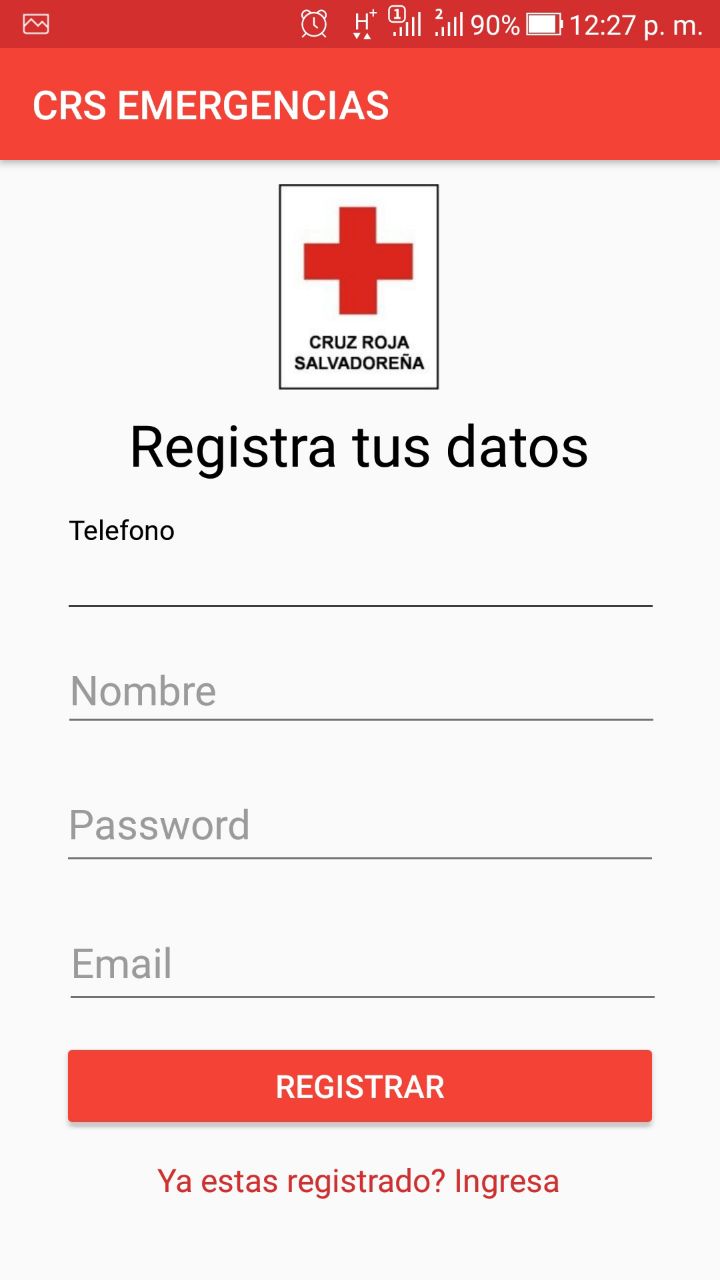 H+ 1 2 90% 12:27 p. m.
CRS EMERGENCIAS
CRUZ ROJA
SALVADOREÑA
Registra tus datos
Telefono
Nombre
Password
Email
REGISTRAR
Ya estas registrado? Ingresa